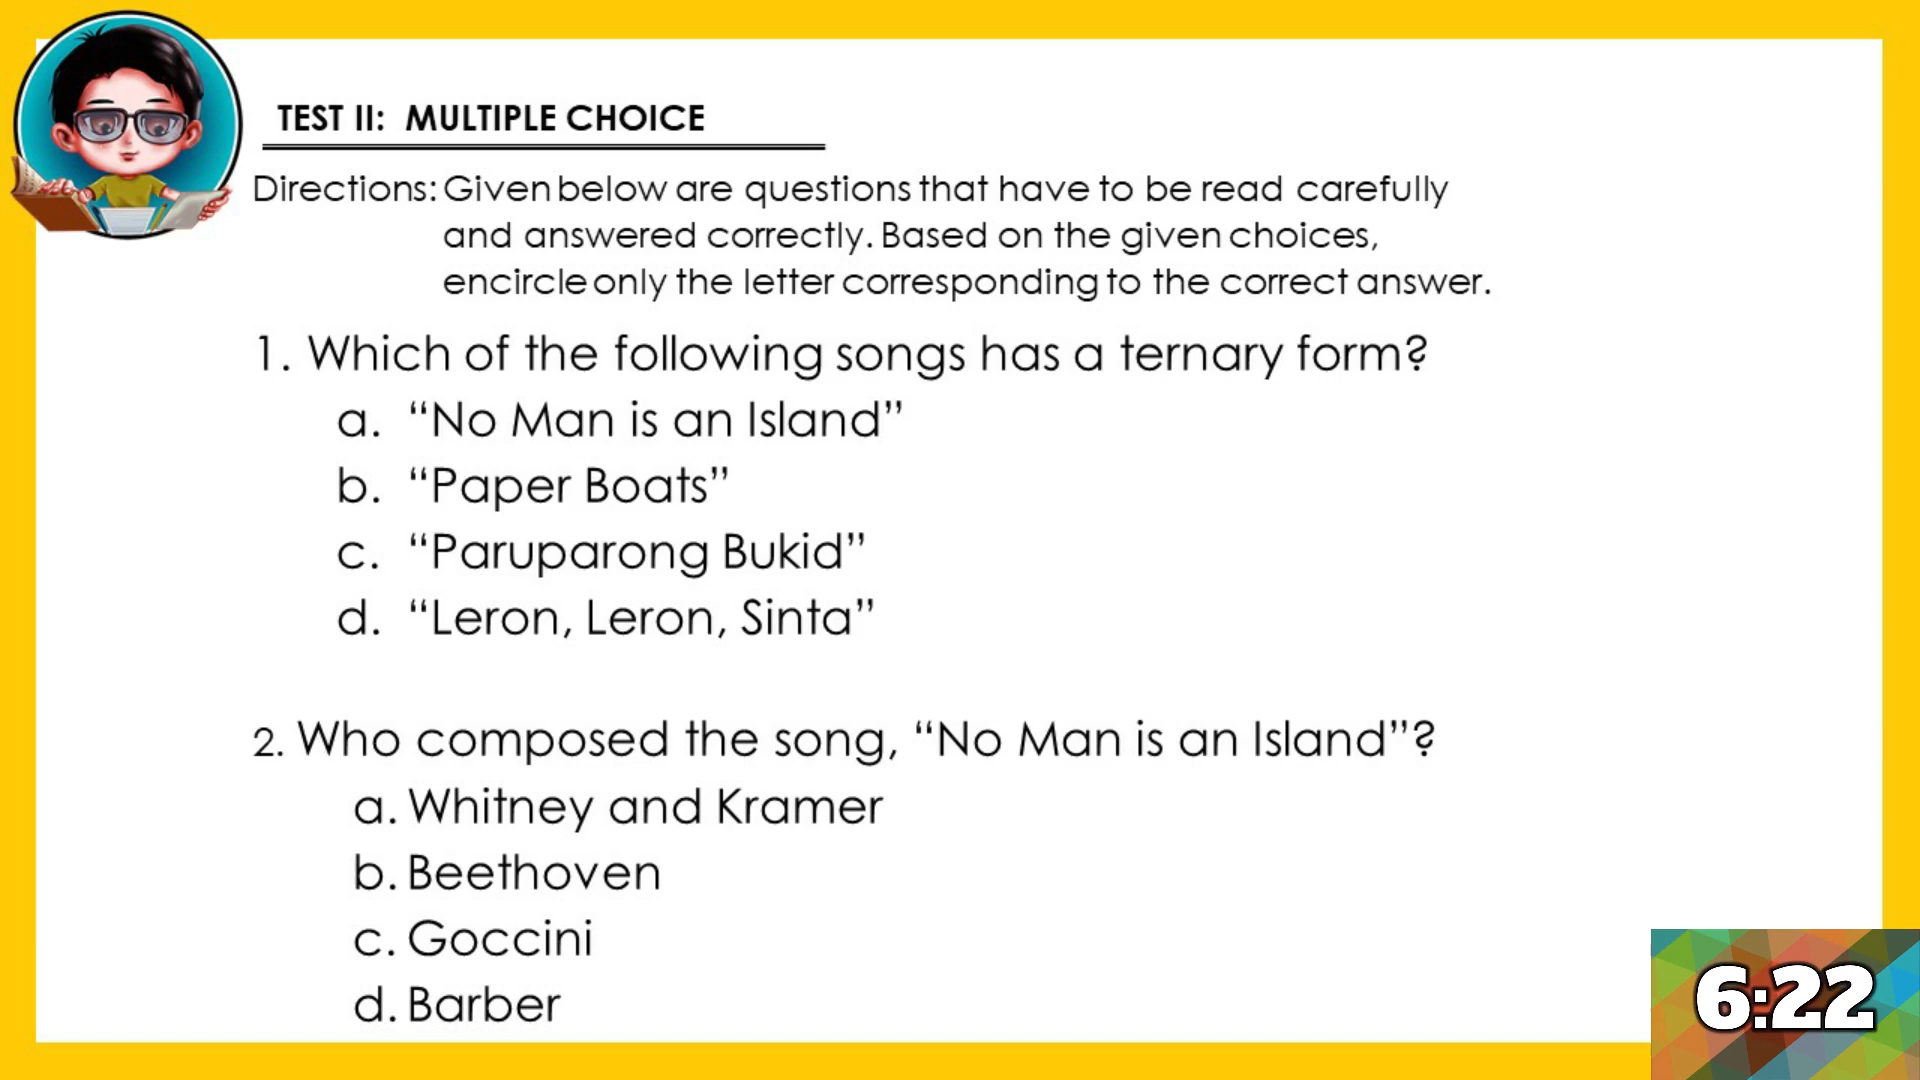 TEST II: MULTIPLE CHOICE
Directions: Given below are questions that have to be read carefully
and answered correctly. Based on the given choices,
encircle only the letter corresponding to the correct answer.
1. Which of the following songs has a ternary form?
a. “No Man is an Island”
b. “Paper Boats”
c. “Paruparong Bukid”
d. “Leron, Leron, Sinta”
2. Who composed the song, “No Man is an Island”?
a. Whitney and Kramer
b. Beethoven
c. Goccini
d. Barber
6:22